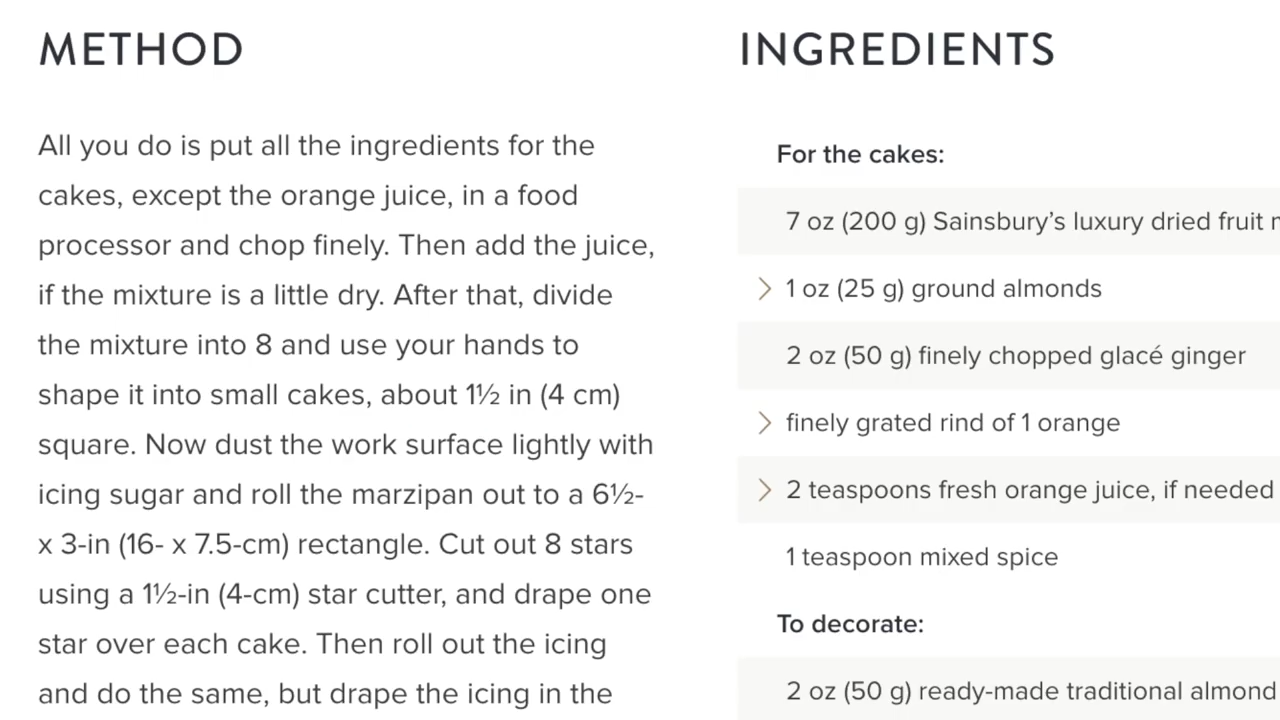 METHOD
All you do is put all the ingredients for the
cakes, except the orange juice, in a food
processor and chop finely. Then add the juice,
if the mixture is a little dry. After that, divide
the mixture into 8 and use your hands to
shape it into small cakes, about 1½ in (4 cm)
square. Now dust the work surface lightly with
icing sugar and roll the marzipan out to a 6½-
x 3-in (16- x 7.5-cm) rectangle. Cut out 8 stars
using a 1½-in (4-cm) star cutter, and drape one
star over each cake. Then roll out the icing
and do the same, but drape the icing in the
INGREDIENTS
For the cakes:
7 oz (200 g) Sainsbury’s luxury dried fruit
1 oz (25 g) ground almonds
2 oz (50 g) finely chopped glacé ginger
finely grated rind of 1 orange
2 teaspoons fresh orange juice, if needed
1 teaspoon mixed spice
To decorate:
2 oz (50 g) ready-made traditional almond